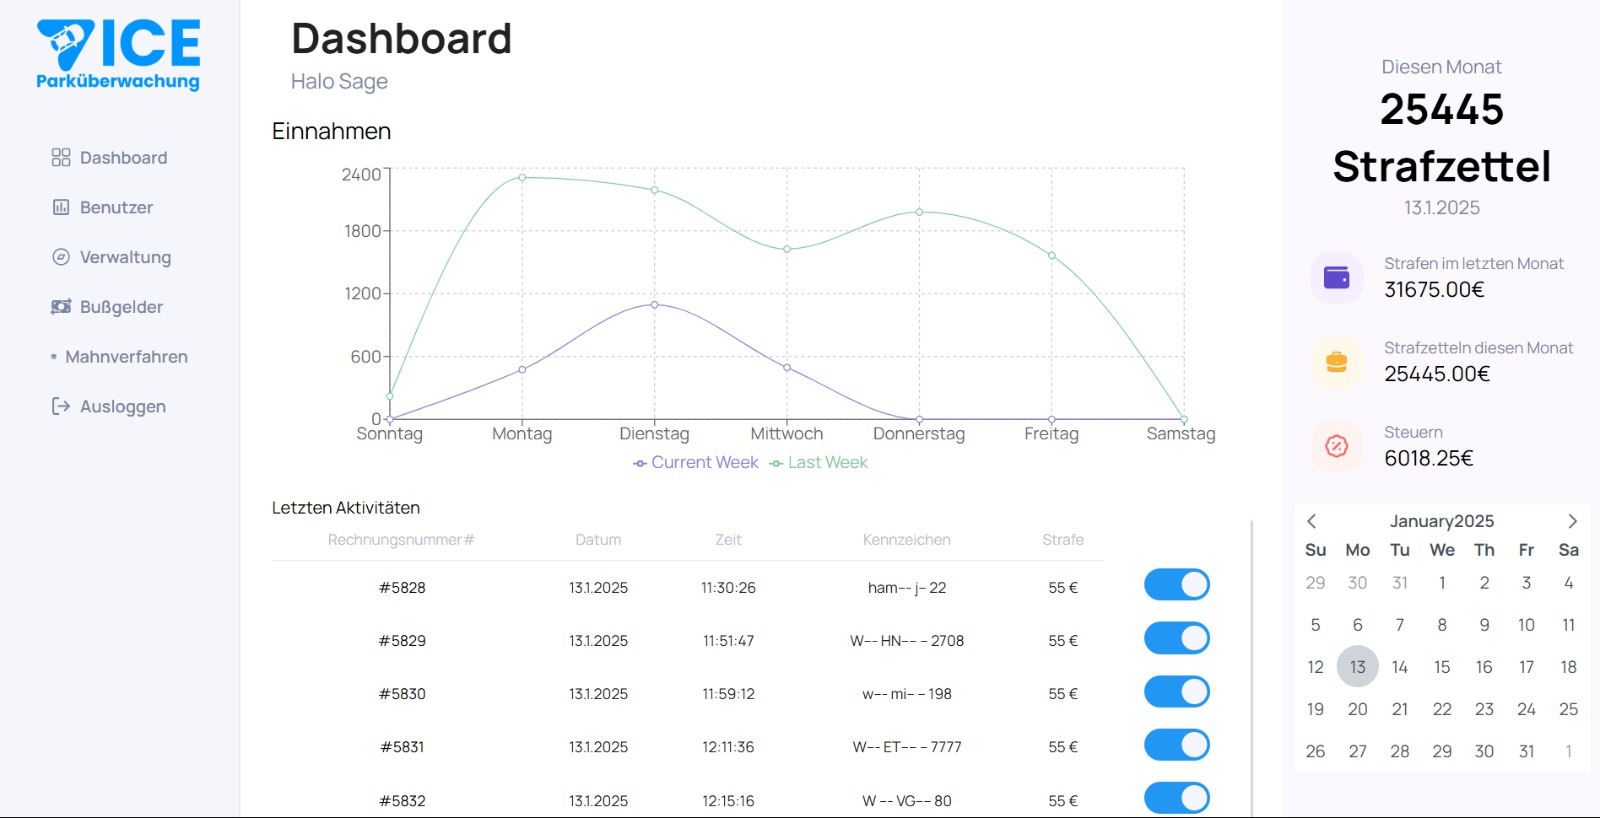 ICE
Parküberwachung
Dashboard
Benutzer
Verwaltung
Bußgelder
Mahnverfahren
Ausloggen
Dashboard
Halo Sage
Einnahmen
2400
1800
1200
600
0
Sonntag Montag Dienstag Mittwoch Donnerstag Freitag Samstag
Current Week Last Week
Letzten Aktivitäten
Rechnungsnummer# Datum Zeit Kennzeichen Strafe
#5828 13.1.2025 11:30:26 ham-- j- 22 55 €
#5829 13.1.2025 11:51:47 W-- HN-- - 2708 55 €
#5830 13.1.2025 11:59:12 w-- mi- - 198 55 €
#5831 13.1.2025 12:11:36 W-- ET-- - 7777 55 €
#5832 13.1.2025 12:15:16 W -- VG-- 80 55 €
Diesen Monat
25445
Strafzettel
13.1.2025
Strafen im letzten Monat
31675.00€
Strafzetteln diesen Monat
25445.00€
Steuern
6018.25€
January2025
Su Mo Tu We Th Fr Sa
29 30 31 1 2 3 4
5 6 7 8 9 10 11
12 13 14 15 16 17 18
19 20 21 22 23 24 25
26 27 28 29 30 31 1